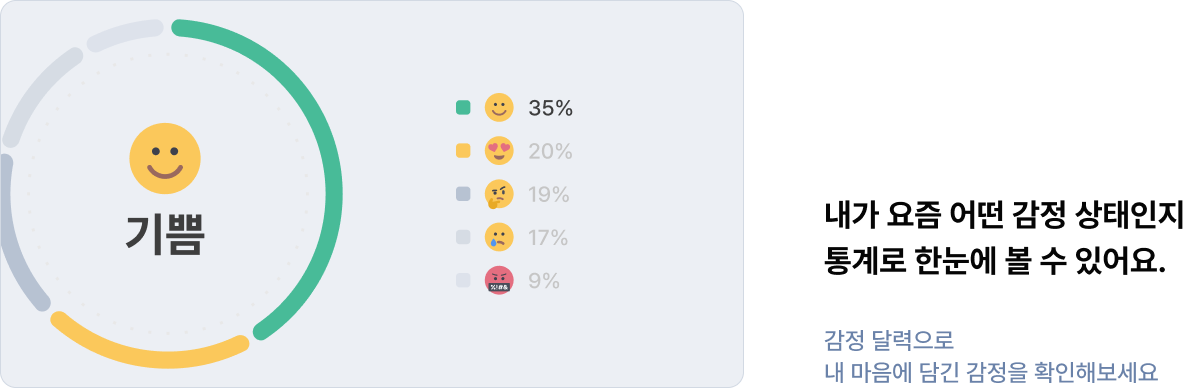 기쁨
35%
20%
19%
17%
9%
%!#&
내가 요즘 어떤 감정 상태인지
통계로 한눈에 볼 수 있어요.
감정 달력으로
내 마음에 담긴 감정을 확인해보세요